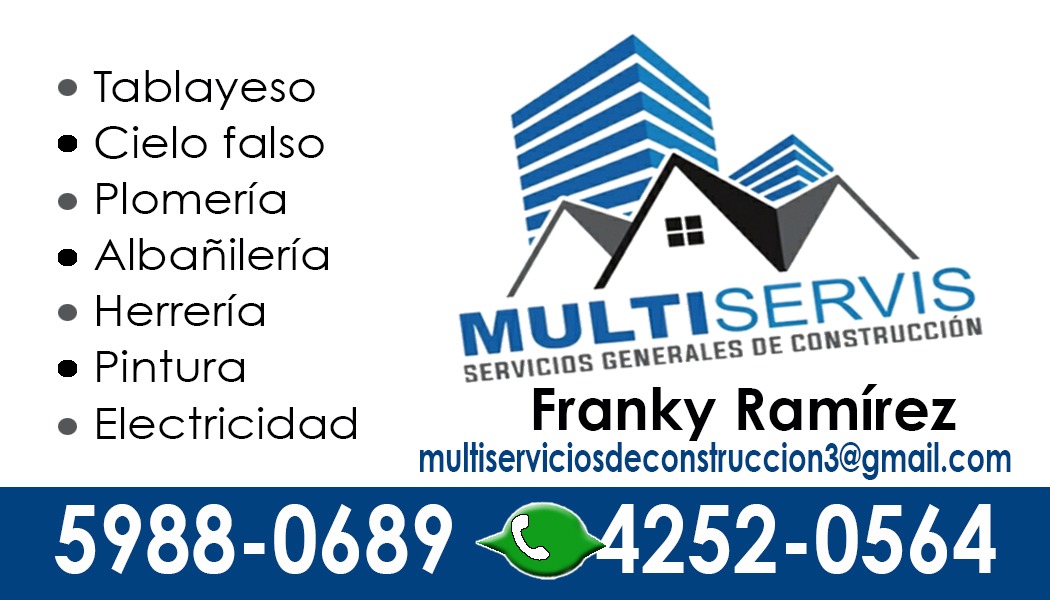 Tablayeso
Cielo falso
Plomería
Albañilería
Herrería
Pintura
Electricidad
MULTISERVIS
SERVICIOS GENERALES DE CONSTRUCCIÓN
Franky Ramírez
multiserviciosdeconstruccion3@gmail.com
5988-0689 4252-0564